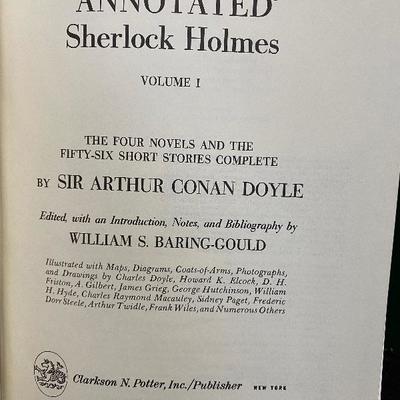 ANNOTATED
Sherlock Holmes
VOLUME I
THE FOUR NOVELS AND THE
FIFTY-SIX SHORT STORIES COMPLETE
BY SIR ARTHUR CONAN DOYLE
Edited, with an Introduction, Notes, and Bibliography by
WILLIAM S. BARING-GOULD
Illustrated with Maps, Diagrams, Coats-of-Arms, Photographs,
and Drawings by Charles Doyle, Howard K. Elcock, D. H.
Friston, A. Gilbert, James Greig, George Hutchinson, William
H. Hyde, Charles Raymond Macauley, Sidney Paget, Frederic
Dorr Steele, Arthur Twidle, Frank Wiles, and Numerous Others
Clarkson N. Potter, Inc./Publisher NEW YORK